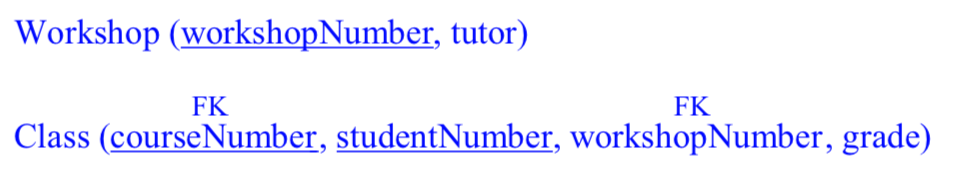 Workshop (workshopNumber, tutor)
FK FK
Class (courseNumber, studentNumber, workshopNumber, grade)